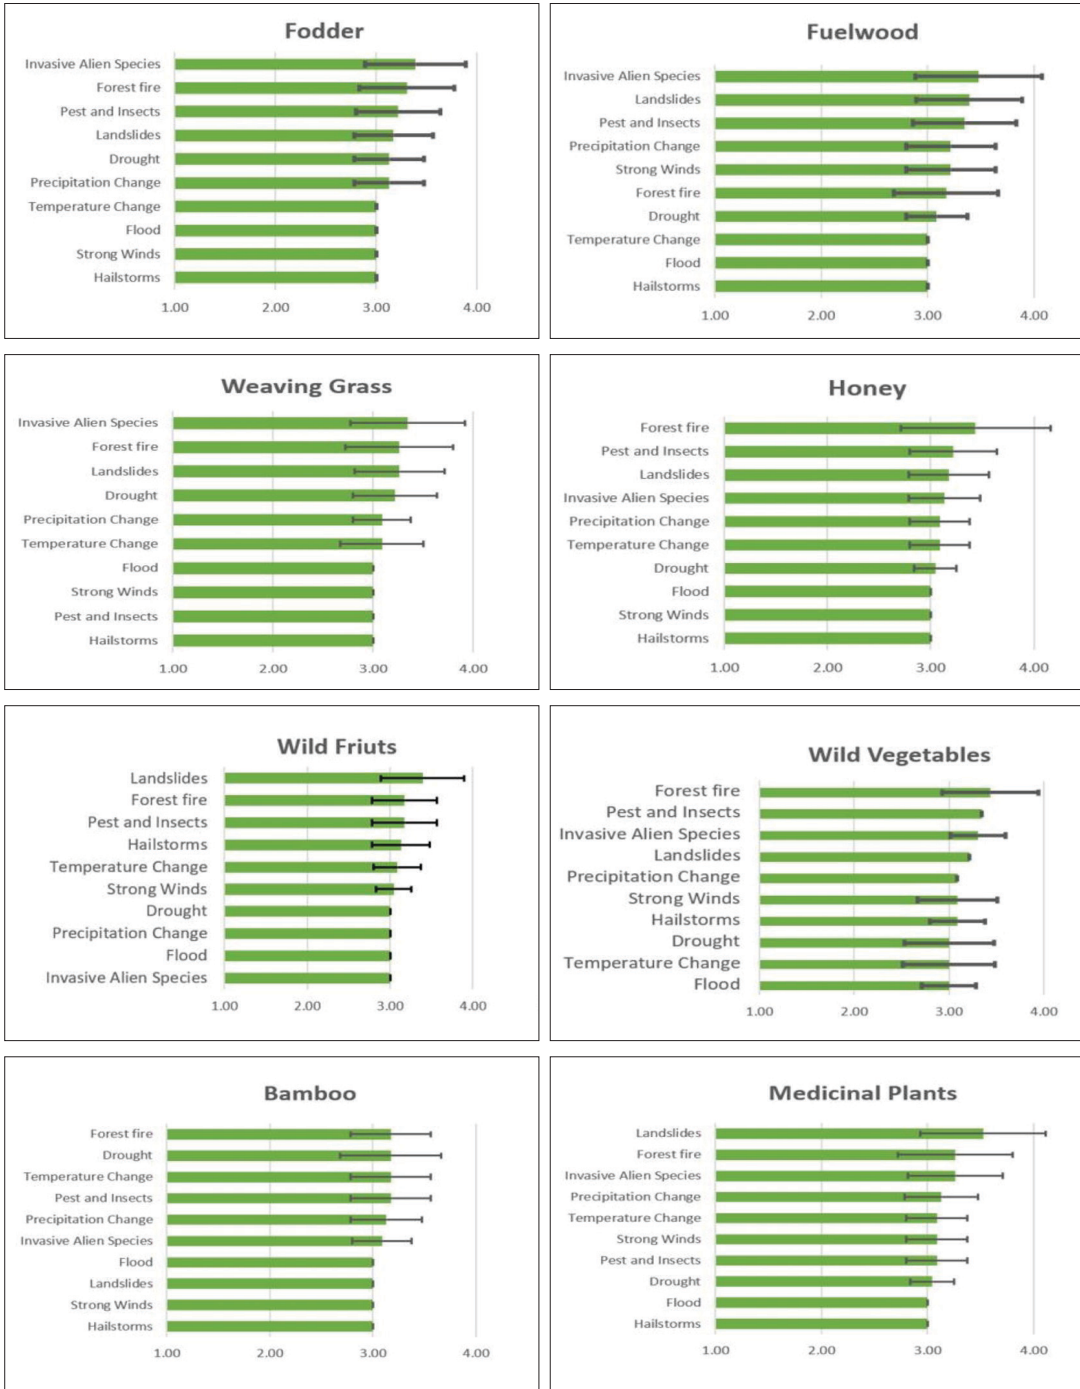 Fodder
Invasive Alien Species
Forest fire
Pest and Insects
Landslides
Drought
Precipitation Change
Temperature Change
Flood
Strong Winds
Hailstorms
1.00 2.00 3.00 4.00
Fuelwood
Invasive Alien Species
Landslides
Pest and Insects
Precipitation Change
Strong Winds
Forest fire
Drought
Temperature Change
Flood
Hailstorms
1.00 2.00 3.00 4.00
Weaving Grass
Invasive Alien Species
Forest fire
Landslides
Drought
Precipitation Change
Temperature Change
Flood
Strong Winds
Pest and Insects
Hailstorms
1.00 2.00 3.00 4.00
Honey
Forest fire
Pest and Insects
Landslides
Invasive Alien Species
Precipitation Change
Temperature Change
Drought
Flood
Strong Winds
Hailstorms
1.00 2.00 3.00 4.00
Wild Friuts
Landslides
Forest fire
Pest and Insects
Hailstorms
Temperature Change
Strong Winds
Drought
Precipitation Change
Flood
Invasive Alien Species
1.00 2.00 3.00 4.00
Wild Vegetables
Forest fire
Pest and Insects
Invasive Alien Species
Landslides
Precipitation Change
Strong Winds
Hailstorms
Drought
Temperature Change
Flood
1.00 2.00 3.00 4.00
Bamboo
Forest fire
Drought
Temperature Change
Pest and Insects
Precipitation Change
Invasive Alien Species
Flood
Landslides
Strong Winds
Hailstorms
1.00 2.00 3.00 4.00
Medicinal Plants
Landslides
Forest fire
Invasive Alien Species
Precipitation Change
Temperature Change
Strong Winds
Pest and Insects
Drought
Flood
Hailstorms
1.00 2.00 3.00 4.00